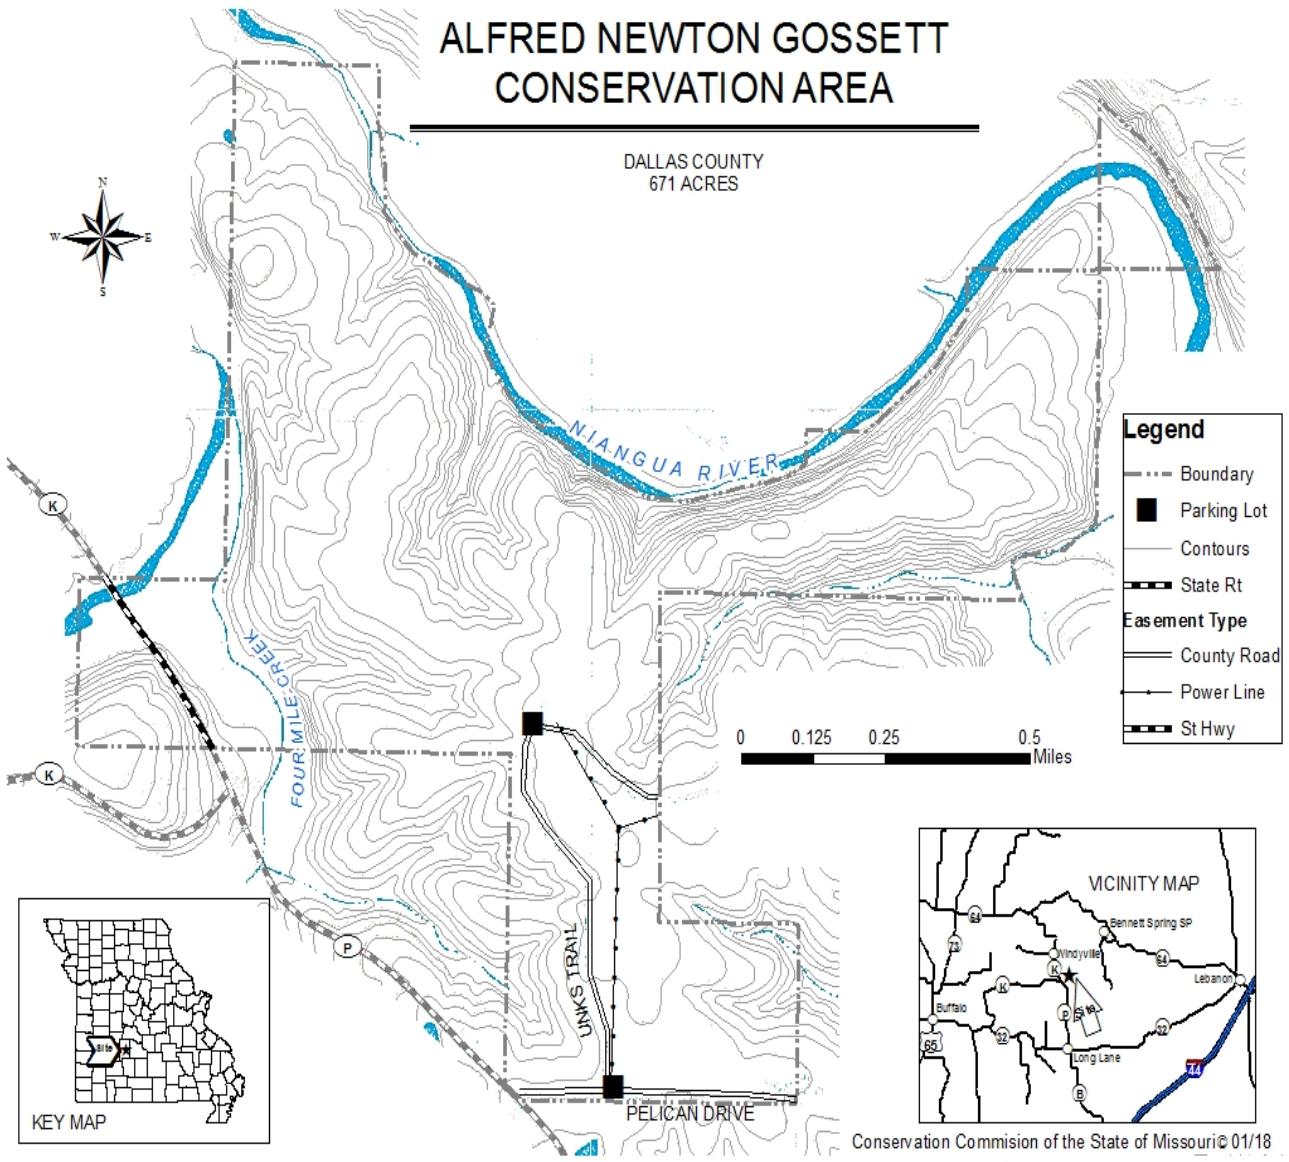 ALFRED NEWTON GOSSETT
CONSERVATION AREA
DALLAS COUNTY
671 ACRES
N
W E
S
NIANGUA RIVER
K
FOUR MILE CREEK
K
P
Legend
Boundary
Parking Lot
Contours
State Rt
Easement Type
County Road
Power Line
St Hwy
0 0.125 0.25 0.5
Miles
UNKS TRAIL
PELICAN DRIVE
Site
KEY MAP
VICINITY MAP
64
Bennett Spring SP
73
Windyville
64
K
Lebanon
K
Buffalo
P
Site
32
32
65
Long Lane
44
B
Conservation Commision of the State of Missouri© 01/18